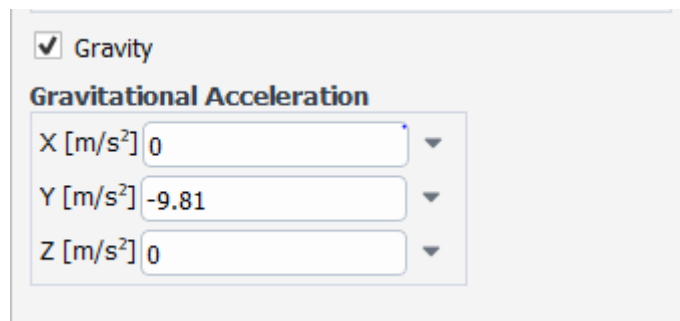 Gravity
Gravitational Acceleration
X [m/s²] 0
Y [m/s²] -9.81
Z [m/s²] 0